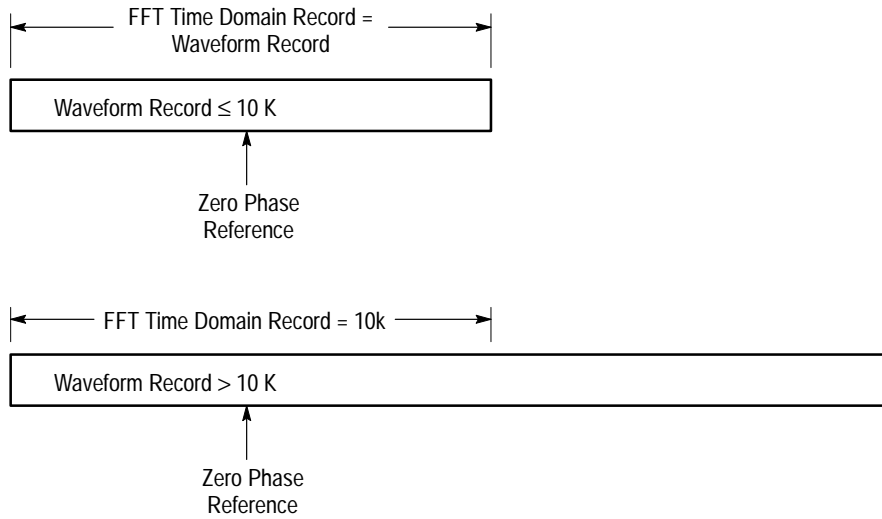 FFT Time Domain Record =
Waveform Record
Waveform Record ≤ 10 K
Zero Phase
Reference
FFT Time Domain Record = 10k
Waveform Record > 10 K
Zero Phase
Reference